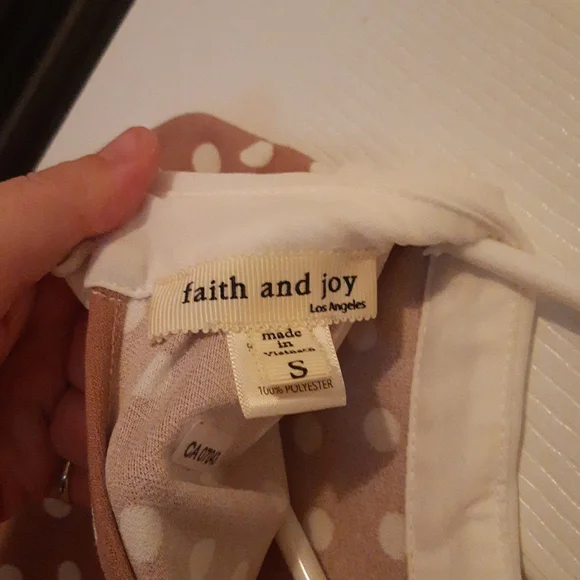 faith and joy
Los Angeles
made
in
Vietnam
S
100% POLYESTER